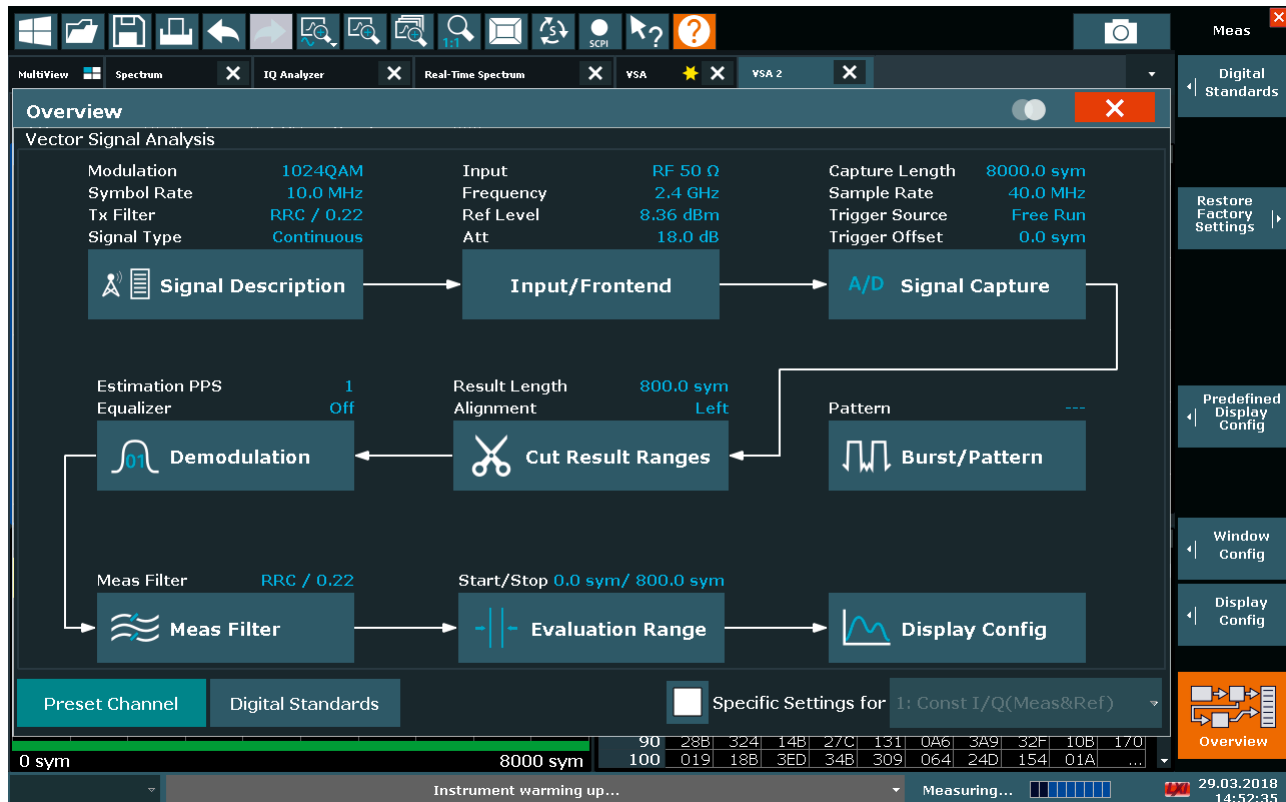 1:1
SCPI
Meas
MultiView Spectrum IQ Analyzer Real-Time Spectrum VSA VSA 2
Digital Standards
Overview
Vector Signal Analysis
Modulation 1024QAM
Symbol Rate 10.0 MHz
Tx Filter RRC / 0.22
Signal Type Continuous
Signal Description
Input RF 50 Ω
Frequency 2.4 GHz
Ref Level 8.36 dBm
Att 18.0 dB
Input/Frontend
Capture Length 8000.0 sym
Sample Rate 40.0 MHz
Trigger Source Free Run
Trigger Offset 0.0 sym
A/D Signal Capture
Restore
Factory
Settings
Estimation PPS 1
Equalizer Off
01 Demodulation
Result Length 800.0 sym
Alignment Left
Cut Result Ranges
Pattern ---
Burst/Pattern
Predefined
Display
Config
Meas Filter RRC / 0.22
Meas Filter
Start/Stop 0.0 sym/ 800.0 sym
Evaluation Range
Display Config
Window
Config
Display
Config
Preset Channel Digital Standards Specific Settings for 1: Const I/Q(Meas&Ref)
Overview
90 28B 324 14B 27C 131 0A6 3A9 32F 10B 170
0 sym 8000 sym 100 019 18B 3ED 34B 309 064 24D 154 01A ...
Instrument warming up... Measuring... LXI 29.03.2018
14:52:35